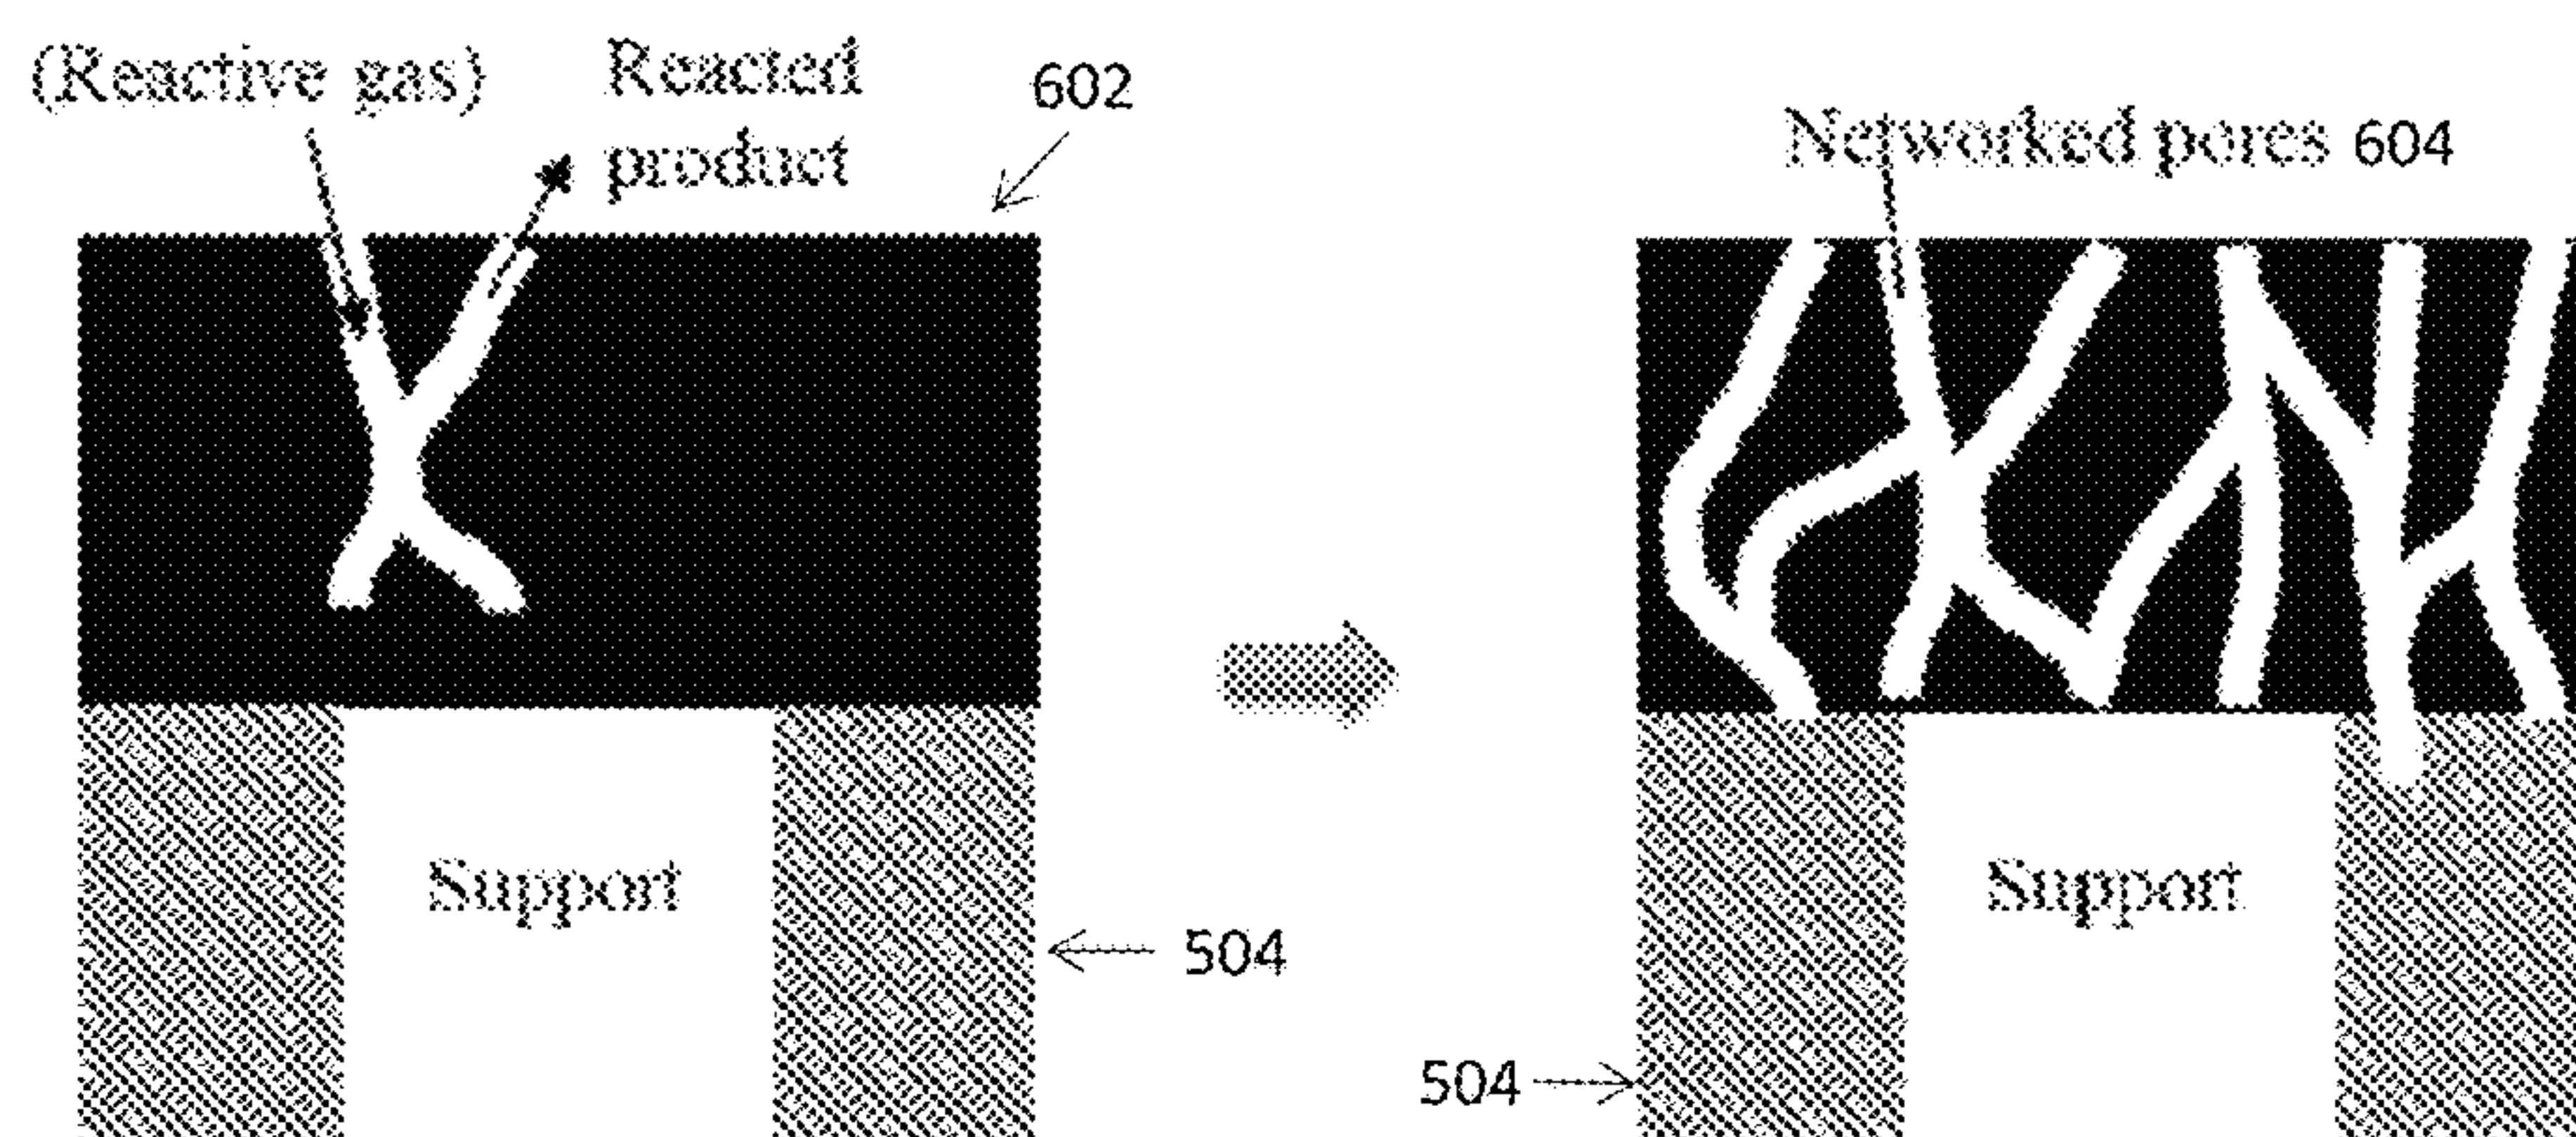 (Reactive gas)
Reacted
product
602
Networked pores 604
Support
504
Support
504